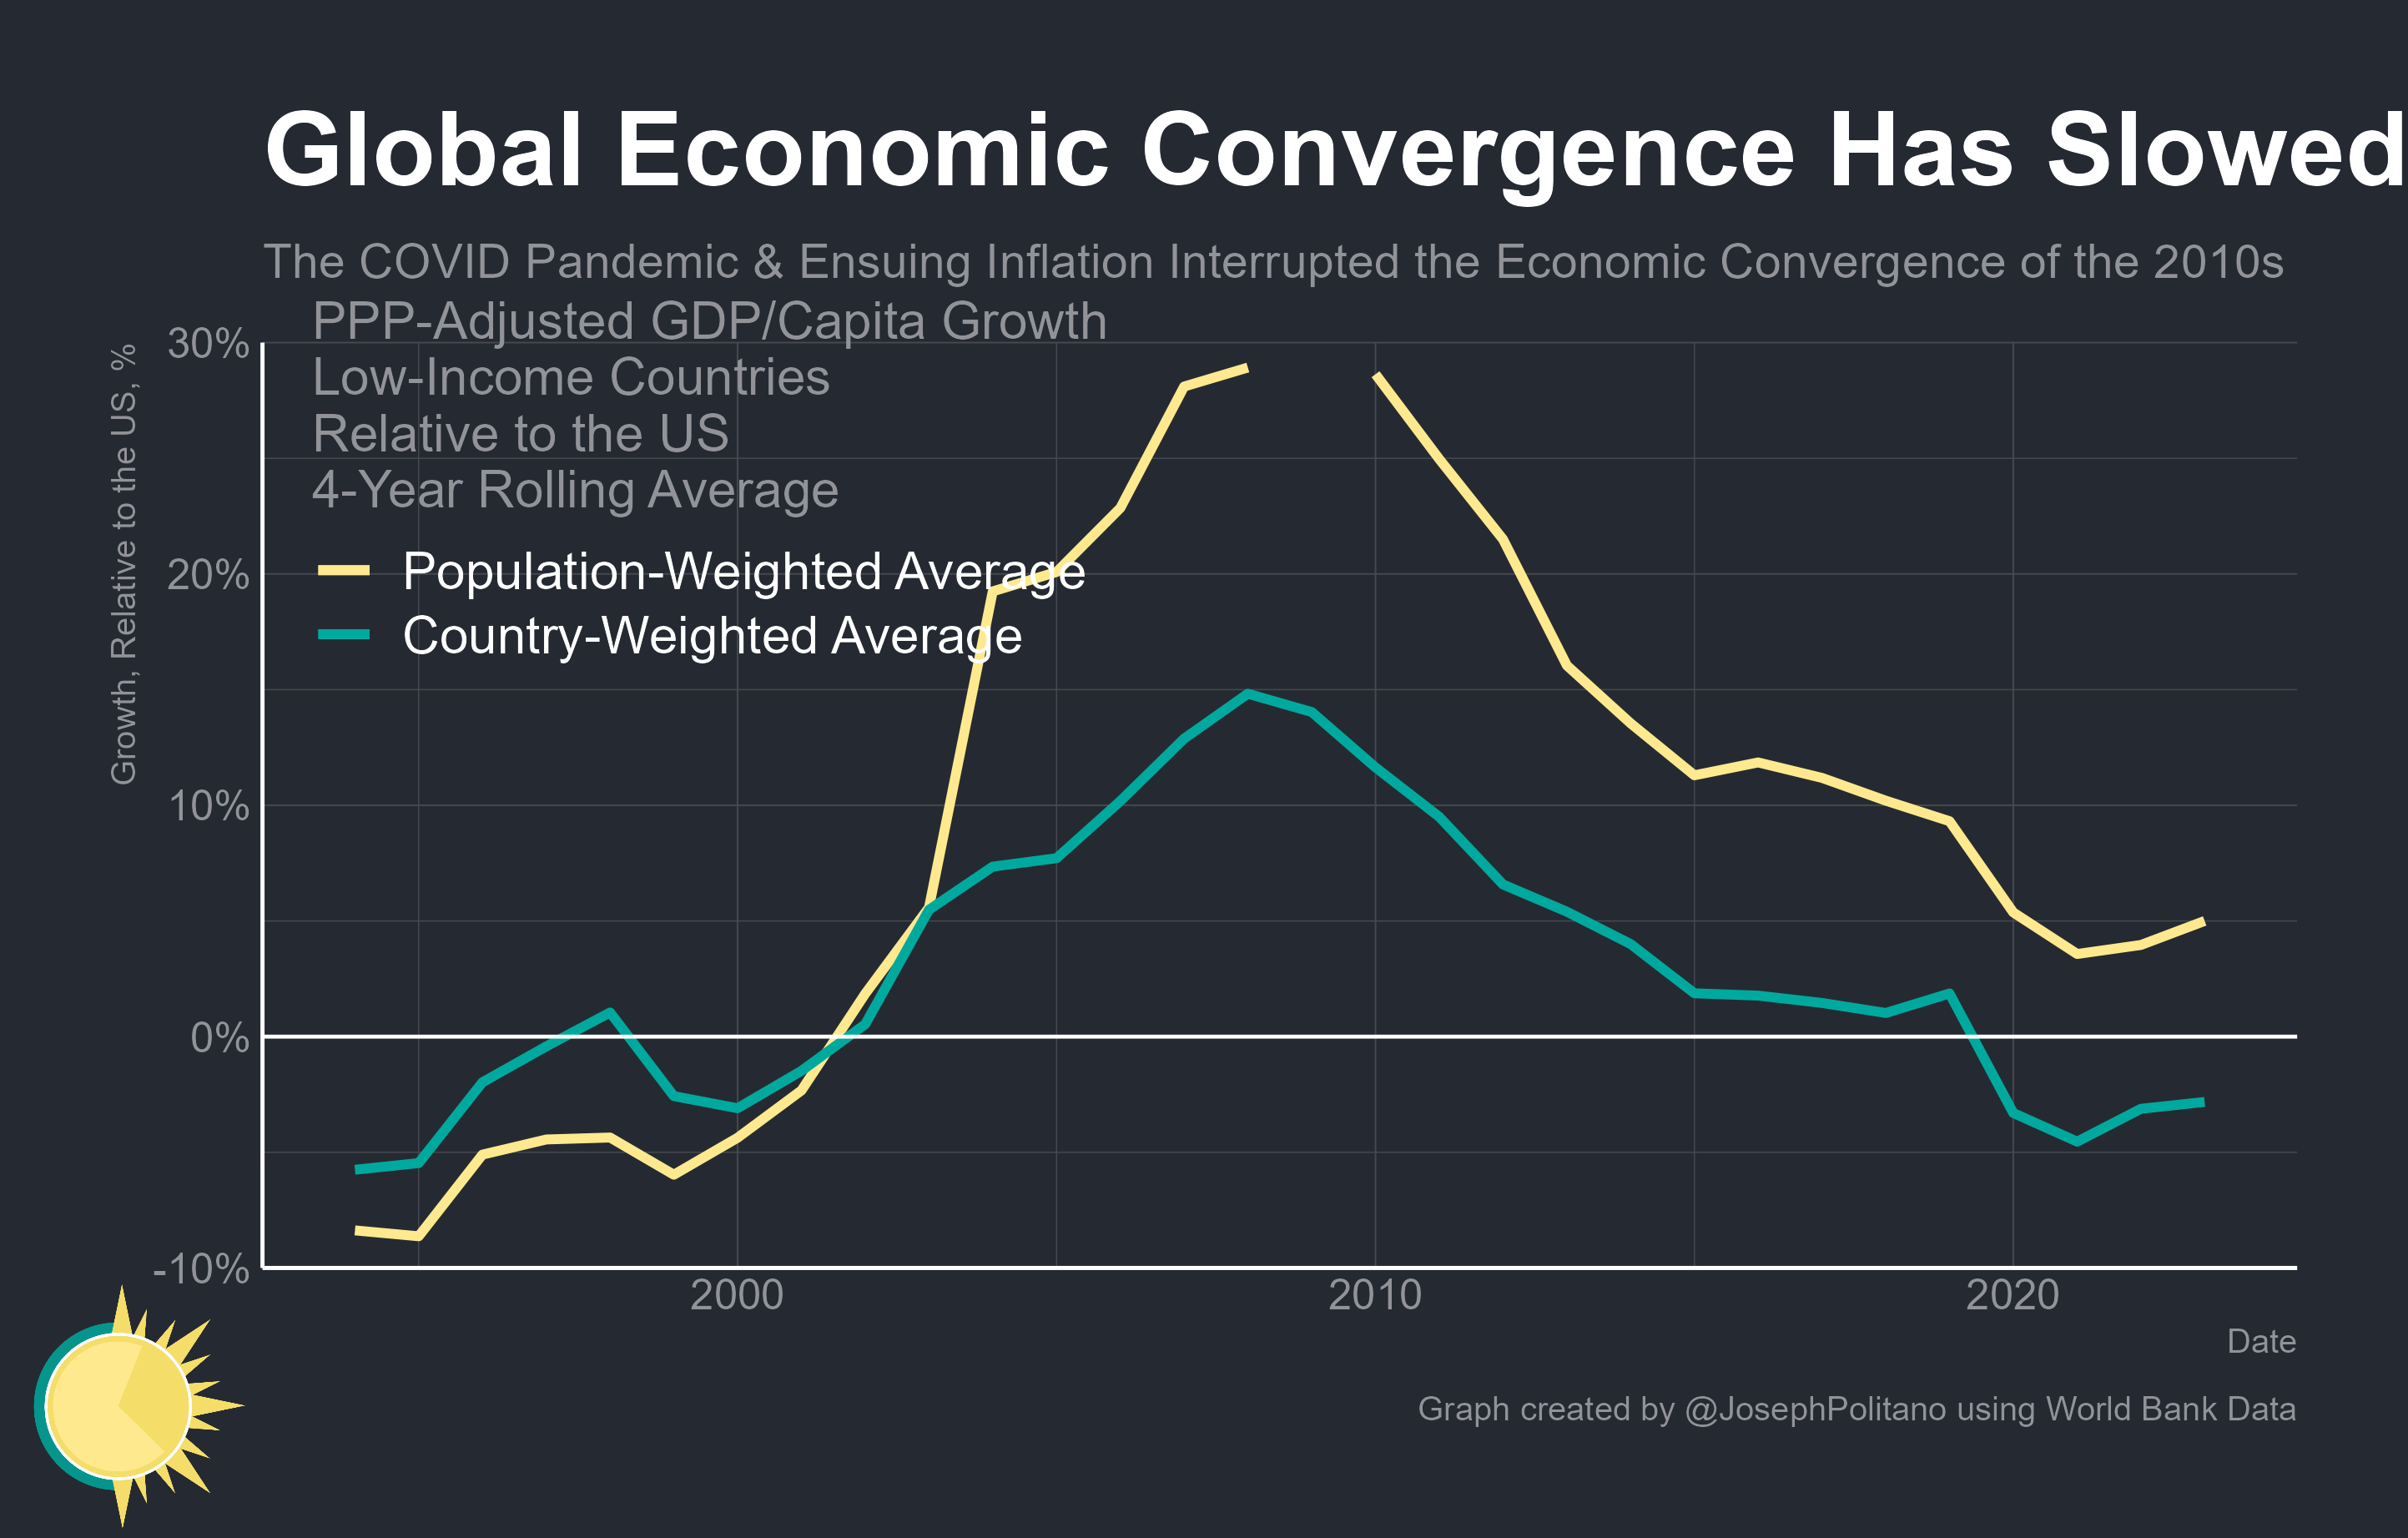 Global Economic Convergence Has Slowed
The COVID Pandemic & Ensuing Inflation Interrupted the Economic Convergence of the 2010s
PPP-Adjusted GDP/Capita Growth
Low-Income Countries
Relative to the US
4-Year Rolling Average
Population-Weighted Average
Country-Weighted Average
Growth, Relative to the US, %
30%
20%
10%
0%
-10%
2000
2010
2020
Date
Graph created by @JosephPolitano using World Bank Data